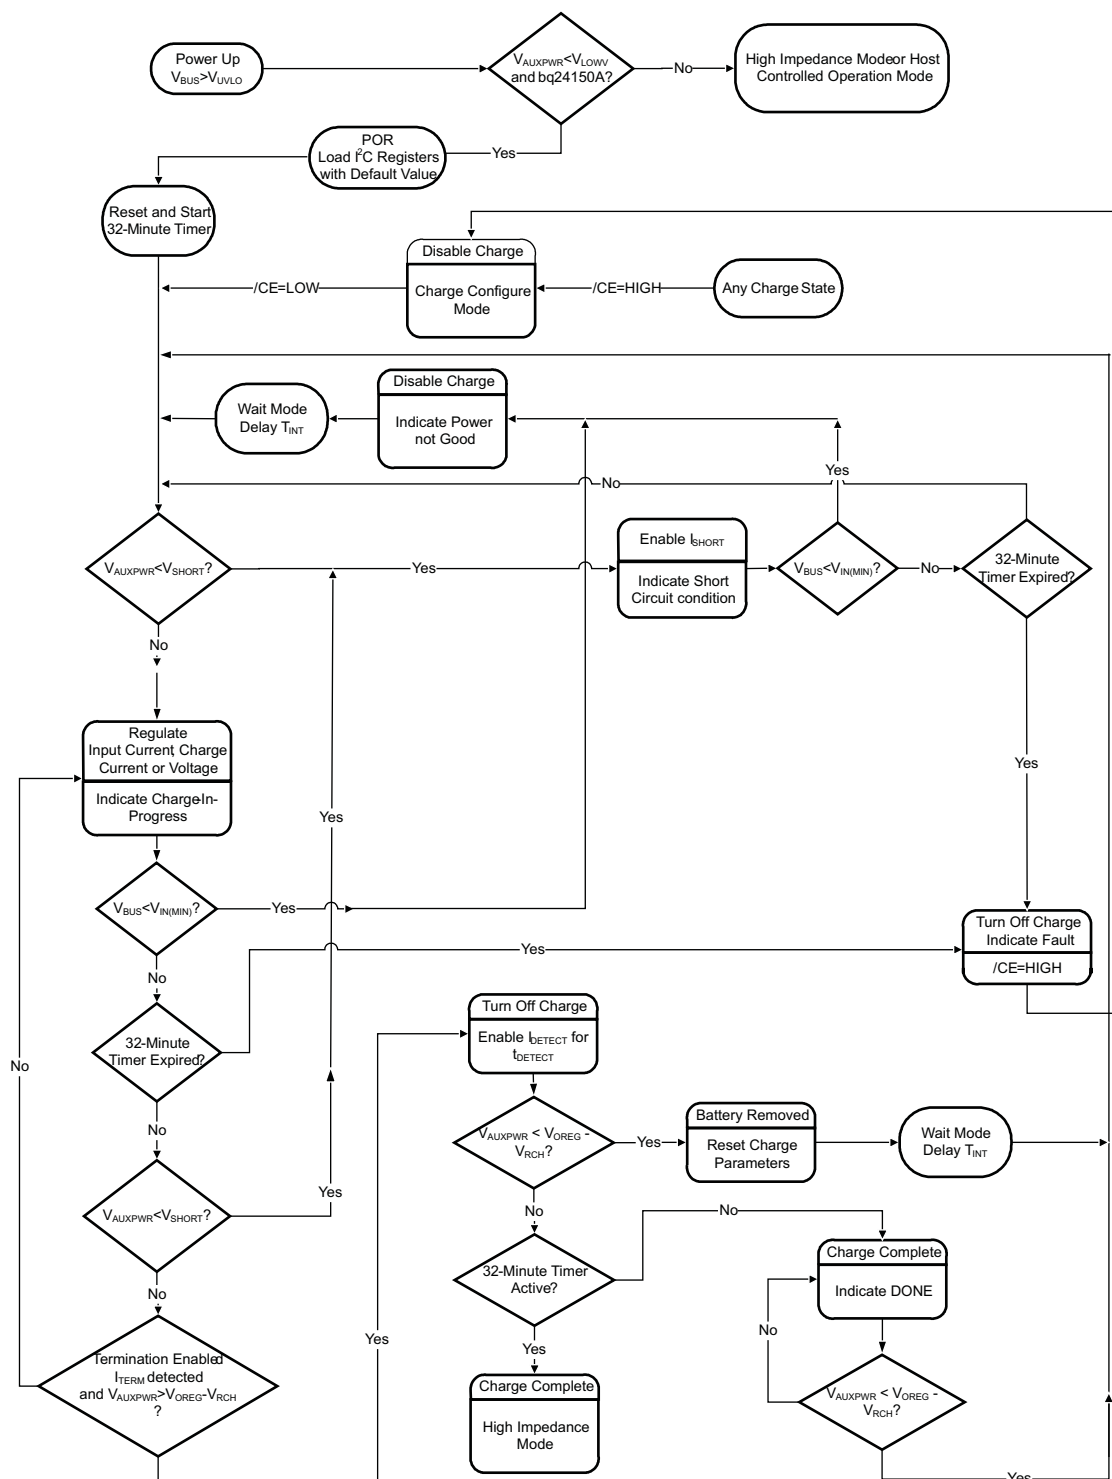 Power Up
VBUS>VUVLO
VAUXPWR<VLOWV
and bq24150A?
No
High Impedance Modeor Host
Controlled Operation Mode
Yes
POR
Load I2C Registers
with Default Value
Reset and Start
32-Minute Timer
Disable Charge
Charge Configure
Mode
/CE=LOW
/CE=HIGH
Any Charge State
Disable Charge
Indicate Power
not Good
Wait Mode
Delay TINT
Yes
No
VAUXPWR<VSHORT?
Yes
Enable ISHORT
Indicate Short
Circuit condition
VBUS<VIN(MIN)?
No
32-Minute
Timer Expired?
No
Regulate
Input Current, Charge
Current or Voltage
Indicate Charge-In-
Progress
Yes
Yes
VBUS<VIN(MIN)?
Yes
Turn Off Charge
Indicate Fault
/CE=HIGH
Yes
No
32-Minute
Timer Expired?
No
Turn Off Charge
Enable IDETECT for
tDETECT
No
VAUXPWR < VOREG -
VRCH?
Yes
Battery Removed
Reset Charge
Parameters
Wait Mode
Delay TINT
VAUXPWR<VSHORT?
Yes
No
No
32-Minute Timer
Active?
No
Charge Complete
Indicate DONE
Yes
No
Yes
Termination Enabled
ITERM detected
and VAUXPWR>VOREG-VRCH
?
Charge Complete
High Impedance
Mode
VAUXPWR < VOREG -
VRCH?
Yes